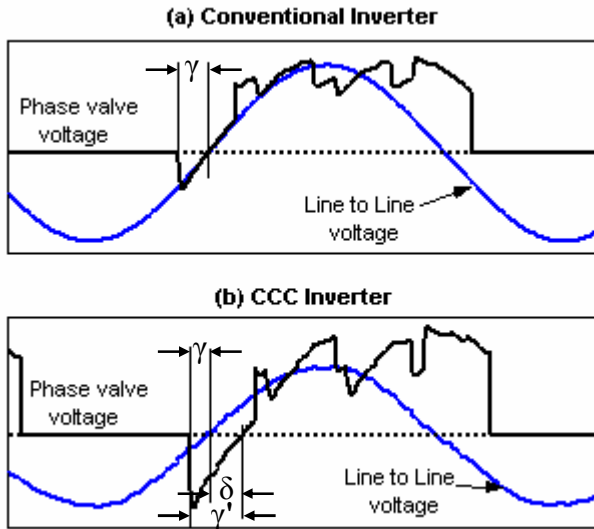 (a) Conventional Inverter
γ
Phase valve
voltage
Line to Line
voltage
(b) CCC Inverter
γ
Phase valve
voltage
δ
γ'
Line to Line
voltage